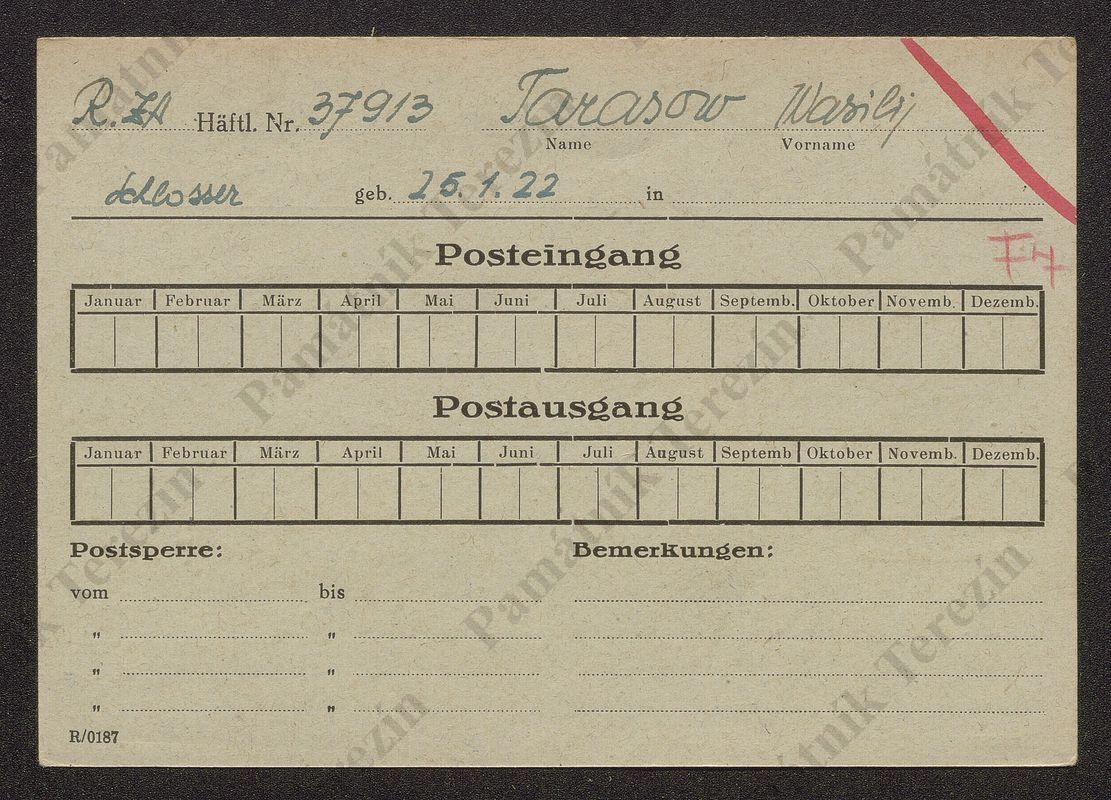 R. ZA Häftl. Nr. 37913 Tarasow Wasilij
Name Vorname
Schlosser geb. 25.1.22 in
Posteingang
Januar Februar März April Mai Juni Juli August Septemb. Oktober Novemb. Dezemb.
Postausgang
Januar Februar März April Mai Juni Juli August Septemb Oktober Novemb. Dezemb.
Postsperre: Bemerkungen:
vom bis
" "
" "
" "
R/0187
Památník Terezín